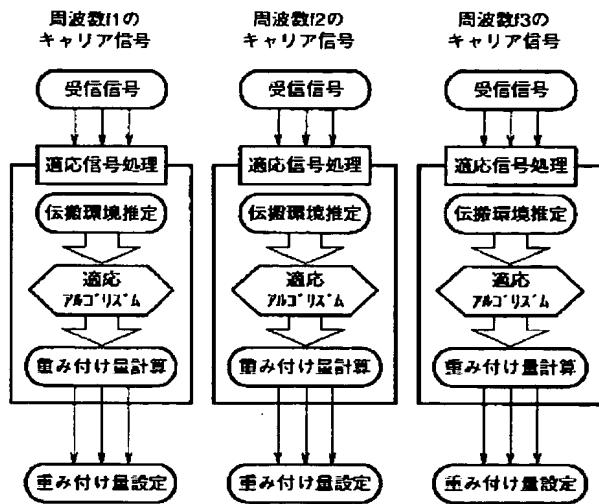 周波数f1の
キャリア信号
受信信号
適応信号処理
伝搬環境推定
適応
アルゴリズム
重み付け量計算
重み付け量設定
周波数f2の
キャリア信号
受信信号
適応信号処理
伝搬環境推定
適応
アルゴリズム
重み付け量計算
重み付け量設定
周波数f3の
キャリア信号
受信信号
適応信号処理
伝搬環境推定
適応
アルゴリズム
重み付け量計算
重み付け量設定